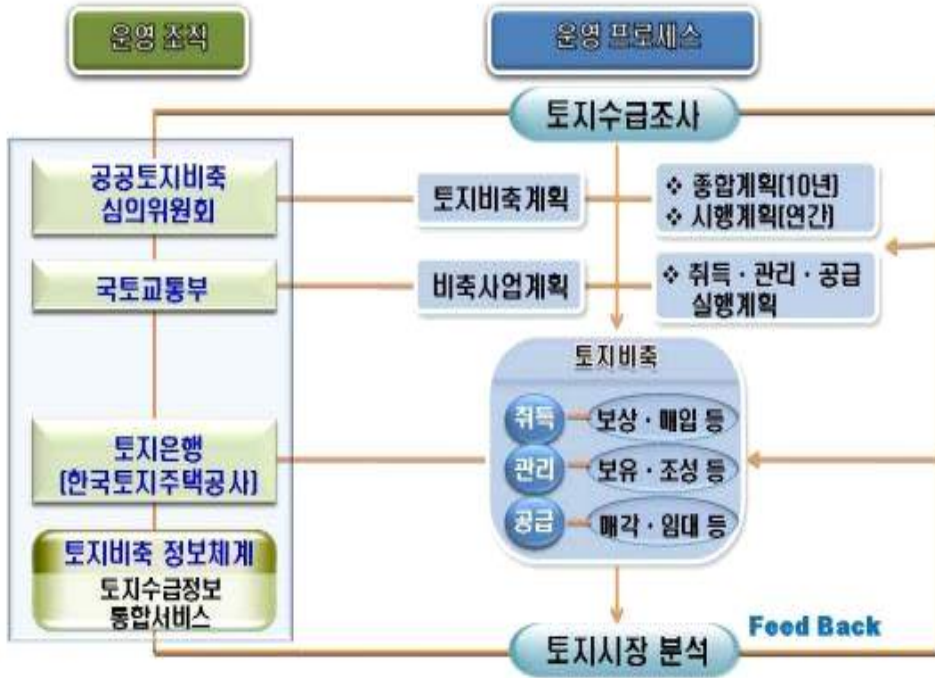 운영 조직
운영 프로세스
토지수급조사
공공토지비축
심의위원회
토지비축계획
❖ 종합계획(10년)
❖ 시행계획(연간)
국토교통부
비축사업계획
❖ 취득·관리·공급
실행계획
토지비축
취득 보상·매입 등
관리 보유·조성 등
공급 매각·임대 등
토지은행
(한국토지주택공사)
토지비축 정보체계
토지수급정보
통합서비스
Feed Back
토지시장 분석